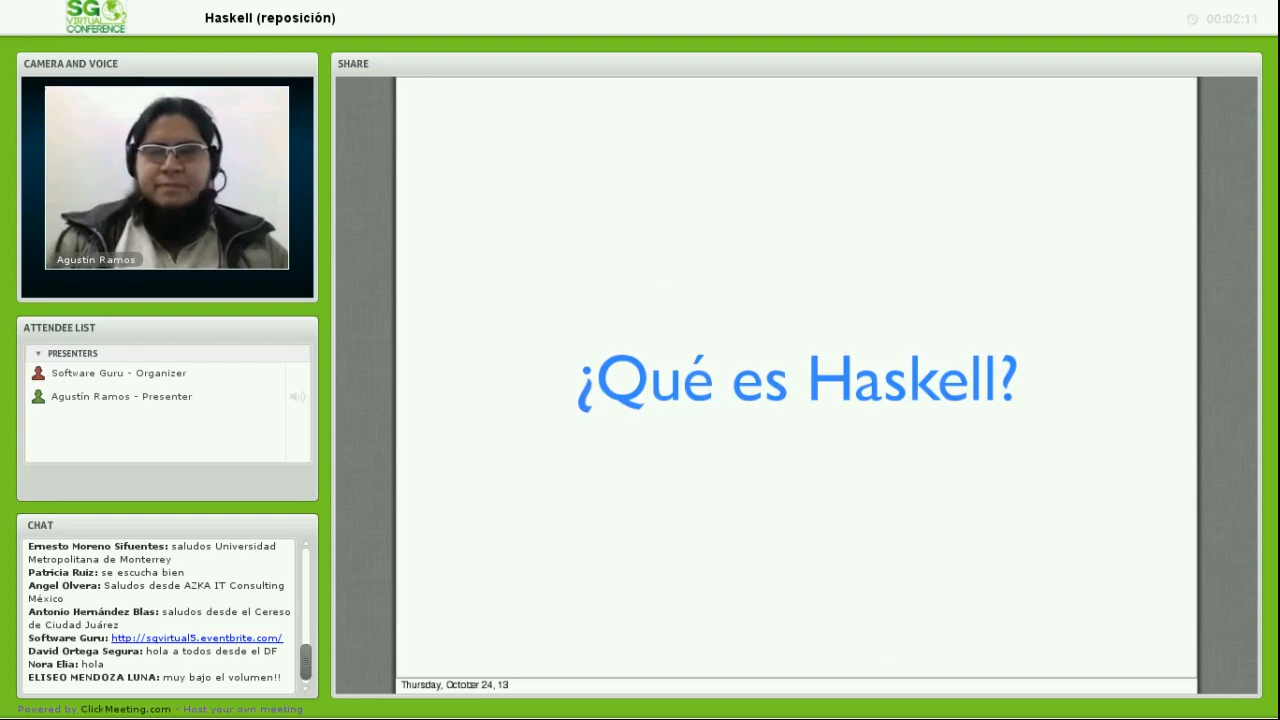 SG
VIRTUAL
CONFERENCE
Haskell (reposición)
00:02:11
CAMERA AND VOICE
Agustín Ramos
ATTENDEE LIST
PRESENTERS
Software Guru - Organizer
Agustín Ramos - Presenter
CHAT
Ernesto Moreno Sifuentes: saludos Universidad
Metropolitana de Monterrey
Patricia Ruiz: se escucha bien
Angel Olvera: Saludos desde AZKA IT Consulting
México
Antonio Hernández Blas: saludos desde el Cereso
de Ciudad Juárez
Software Guru: http://sgvirtual5.eventbrite.com/
David Ortega Segura: hola a todos desde el DF
Nora Elia: hola
ELISEO MENDOZA LUNA: muy bajo el volumen!!
SHARE
¿Qué es Haskell?
Thursday, October 24, 13
Powered by ClickMeeting.com - Host your own meeting